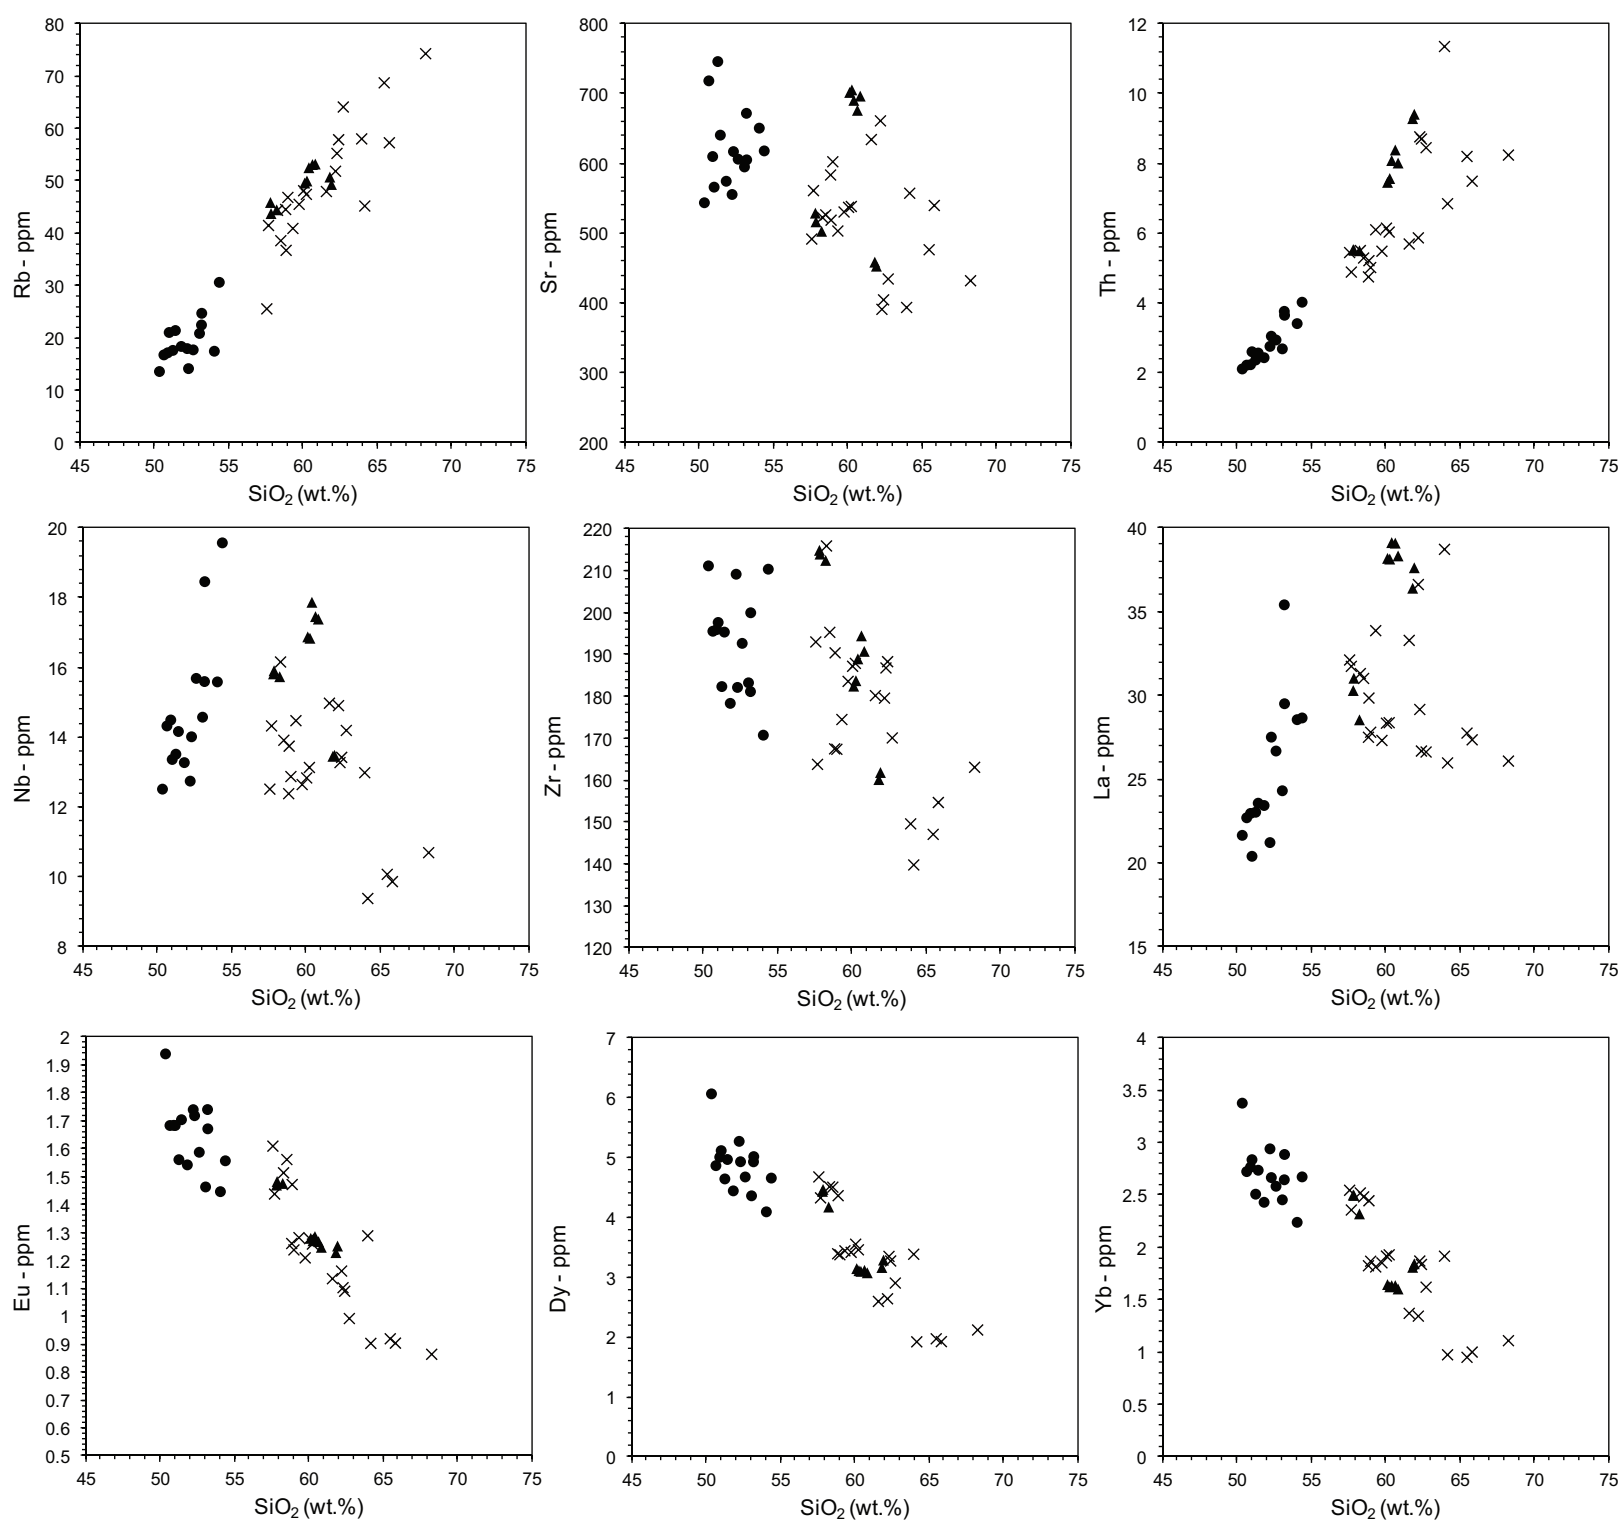 80 70 60 50 40 30 20 10 0
Rb - ppm
45 50 55 60 65 70 75
SiO₂ (wt.%)
800 700 600 500 400 300 200
Sr - ppm
45 50 55 60 65 70 75
SiO₂ (wt.%)
12 10 8 6 4 2 0
Th - ppm
45 50 55 60 65 70 75
SiO₂ (wt.%)
20 18 16 14 12 10 8
Nb - ppm
45 50 55 60 65 70 75
SiO₂ (wt.%)
220 210 200 190 180 170 160 150 140 130 120
Zr - ppm
45 50 55 60 65 70 75
SiO₂ (wt.%)
40 35 30 25 20 15
La - ppm
45 50 55 60 65 70 75
SiO₂ (wt.%)
2 1.9 1.8 1.7 1.6 1.5 1.4 1.3 1.2 1.1 1 0.9 0.8 0.7 0.6 0.5
Eu - ppm
45 50 55 60 65 70 75
SiO₂ (wt.%)
7 6 5 4 3 2 1 0
Dy - ppm
45 50 55 60 65 70 75
SiO₂ (wt.%)
4 3.5 3 2.5 2 1.5 1 0.5 0
Yb - ppm
45 50 55 60 65 70 75
SiO₂ (wt.%)